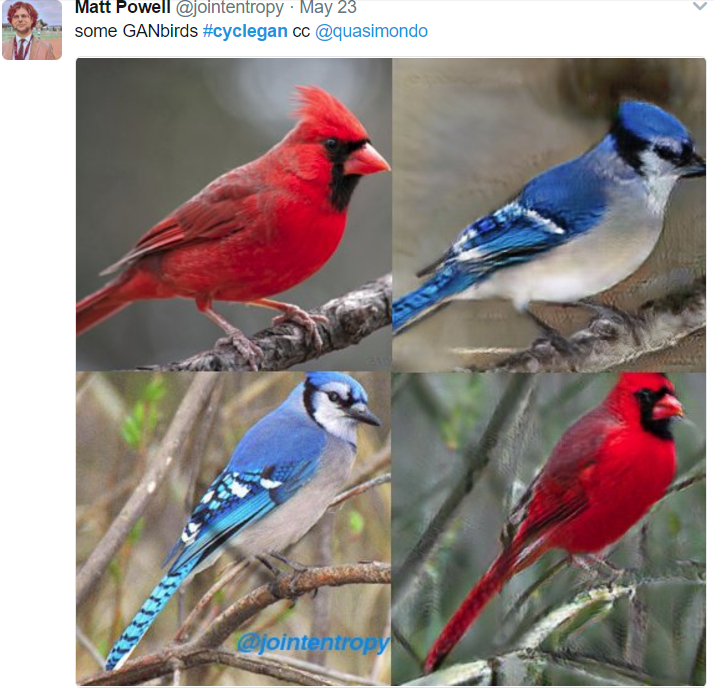 Matt Powell @jointentropy · May 23
some GANbirds #cyclegan cc @quasimondo
@jointentropy